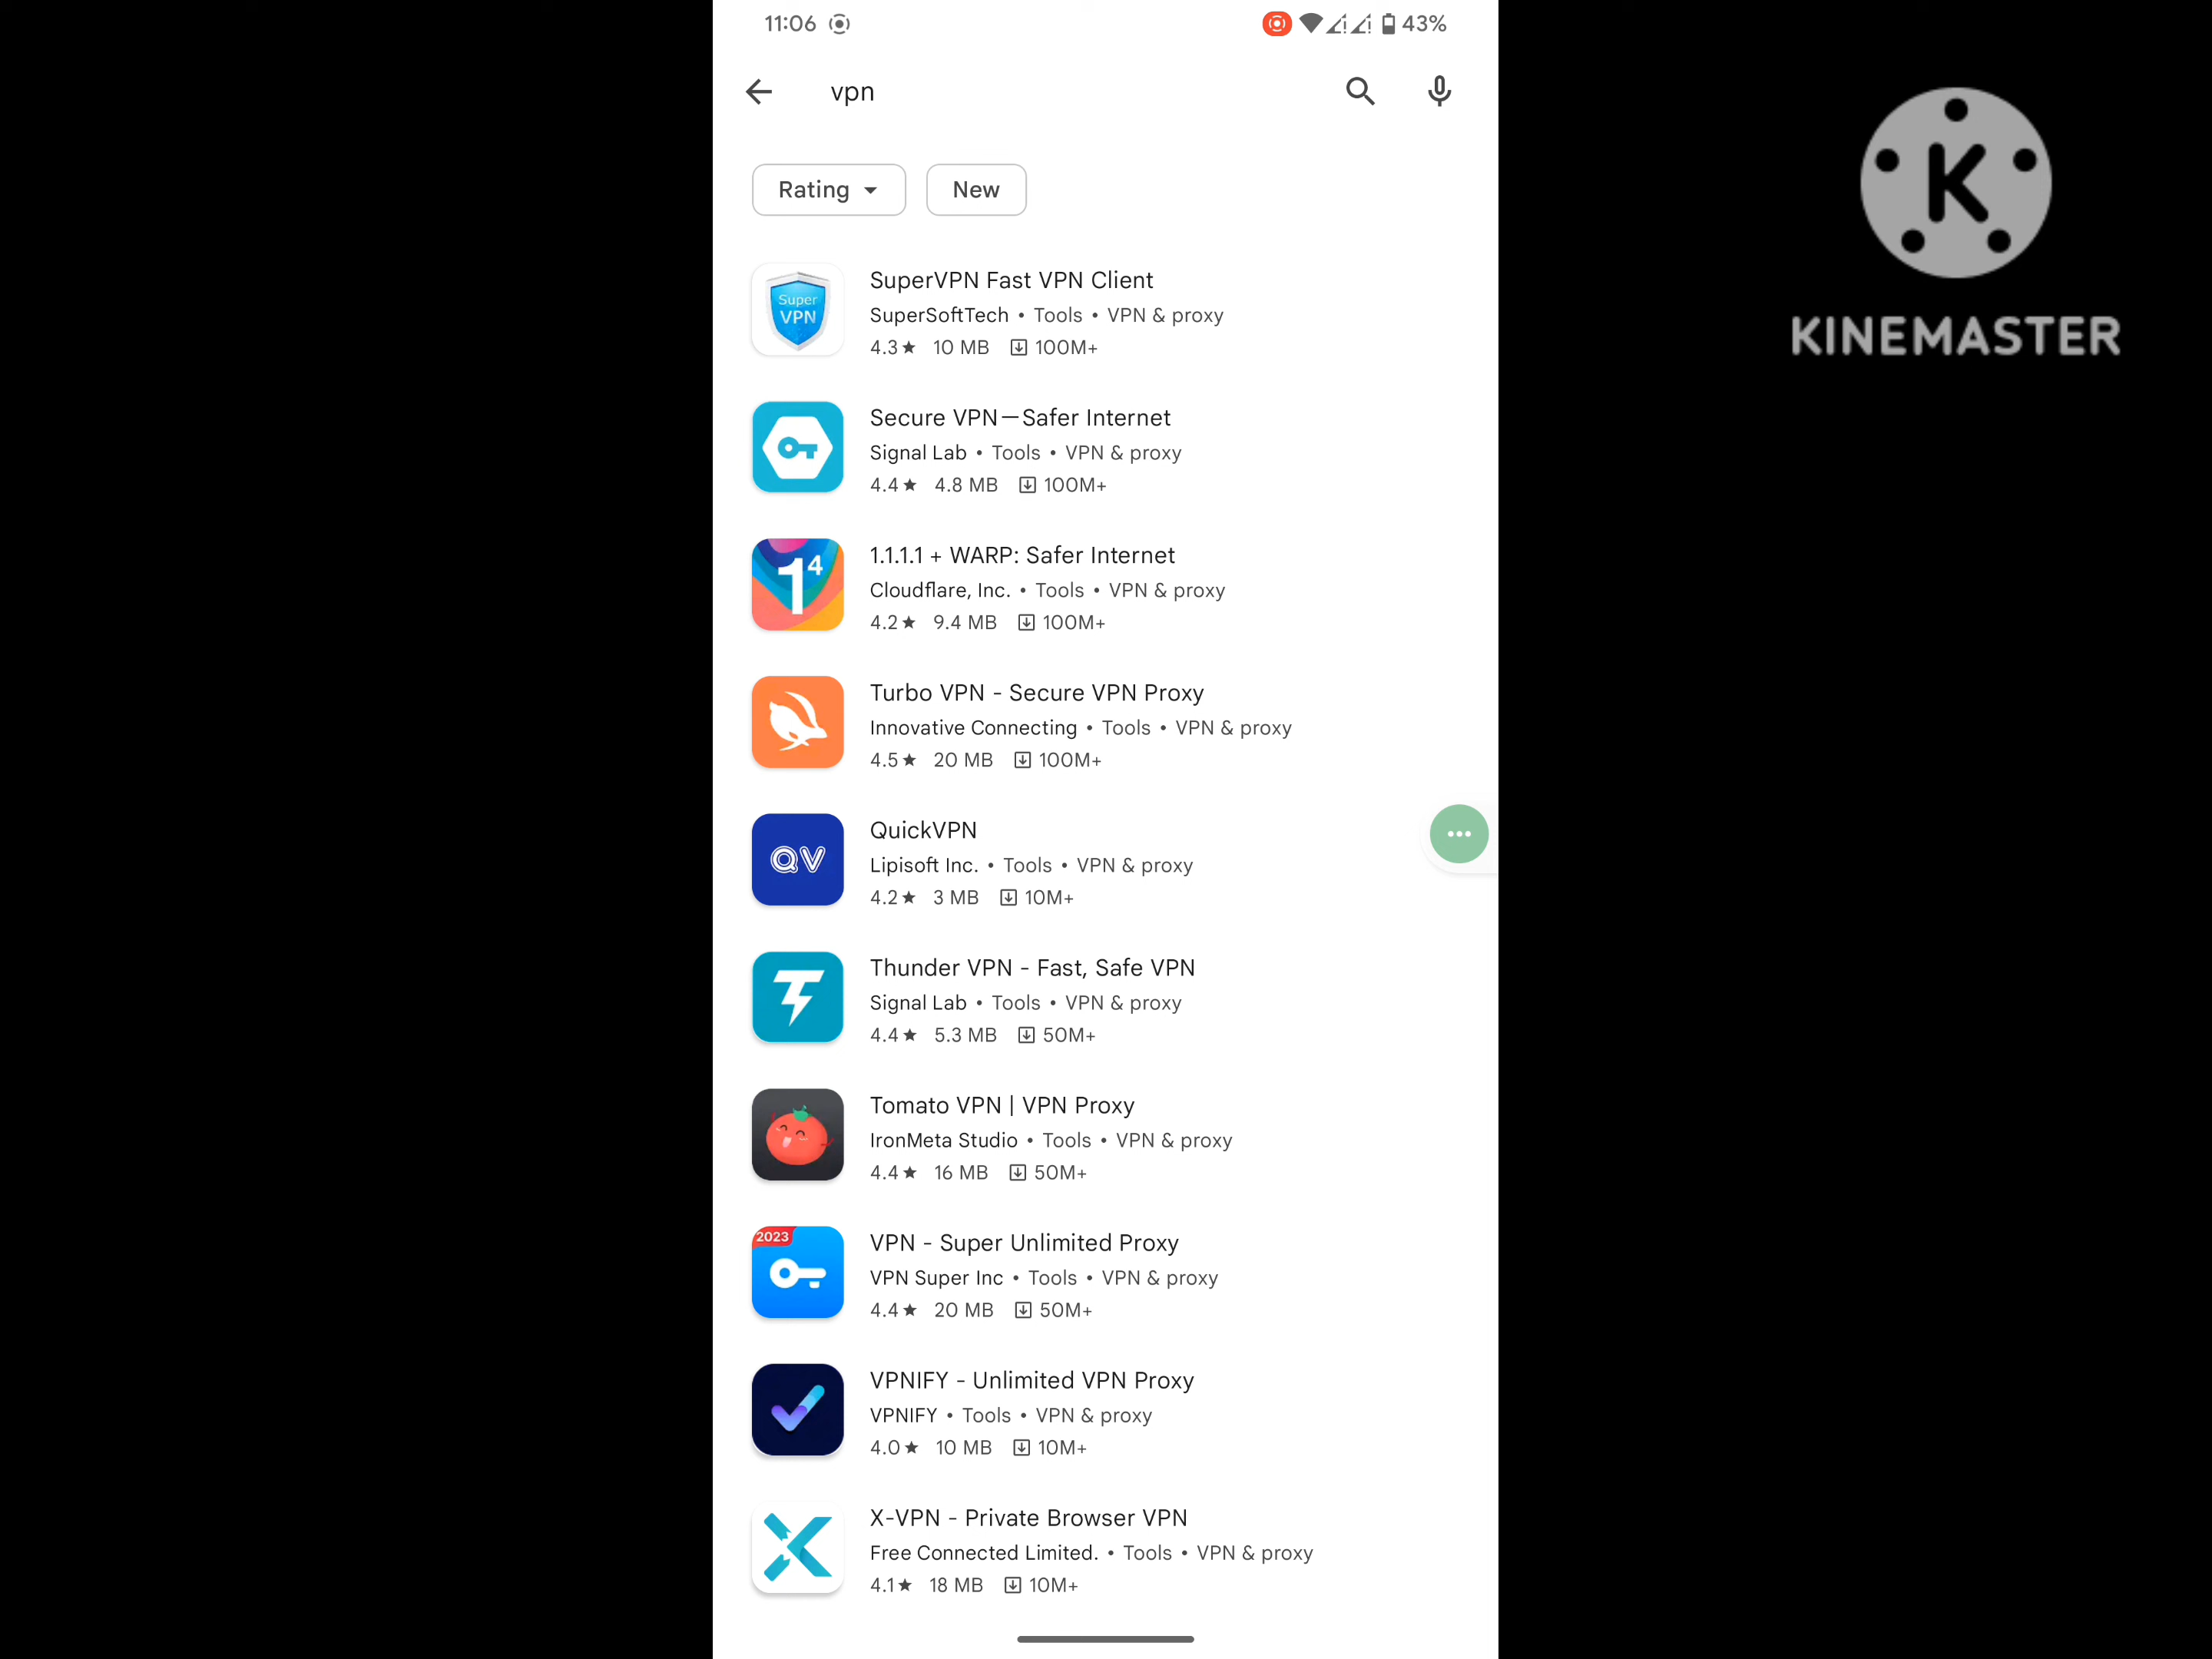 11:06
43%
vpn
Rating
New
KINEMASTER
K
Super
VPN
SuperVPN Fast VPN Client
SuperSoftTech • Tools • VPN & proxy
4.3★ 10 MB 100M+
Secure VPN—Safer Internet
Signal Lab • Tools • VPN & proxy
4.4★ 4.8 MB 100M+
1⁴
1.1.1.1 + WARP: Safer Internet
Cloudflare, Inc. • Tools • VPN & proxy
4.2★ 9.4 MB 100M+
Turbo VPN - Secure VPN Proxy
Innovative Connecting • Tools • VPN & proxy
4.5★ 20 MB 100M+
QV
QuickVPN
Lipisoft Inc. • Tools • VPN & proxy
4.2★ 3 MB 10M+
Thunder VPN - Fast, Safe VPN
Signal Lab • Tools • VPN & proxy
4.4★ 5.3 MB 50M+
Tomato VPN | VPN Proxy
IronMeta Studio • Tools • VPN & proxy
4.4★ 16 MB 50M+
2023
VPN - Super Unlimited Proxy
VPN Super Inc • Tools • VPN & proxy
4.4★ 20 MB 50M+
VPNIFY - Unlimited VPN Proxy
VPNIFY • Tools • VPN & proxy
4.0★ 10 MB 10M+
X-VPN - Private Browser VPN
Free Connected Limited. • Tools • VPN & proxy
4.1★ 18 MB 10M+